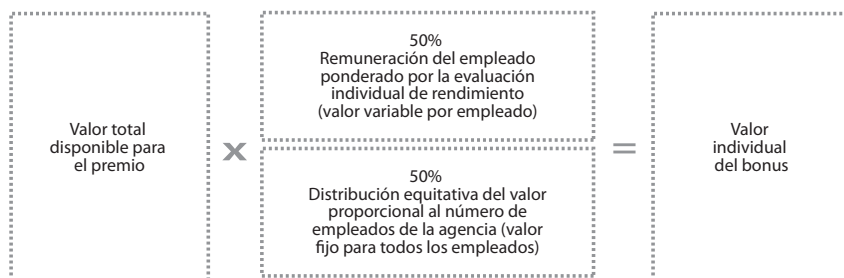 Valor total
disponible para
el premio
x
50%
Remuneración del empleado
ponderado por la evaluación
individual de rendimiento
(valor variable por empleado)
50%
Distribución equitativa del valor
proporcional al número de
empleados de la agencia (valor
fijo para todos los empleados)
=
Valor
individual
del bonus